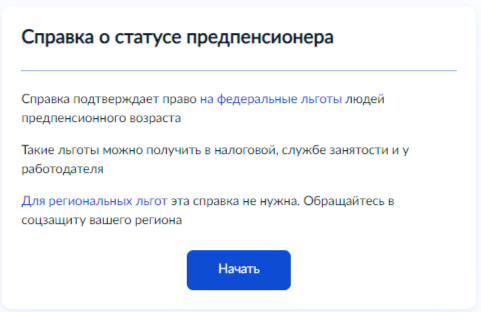 Справка о статусе предпенсионера
Справка подтверждает право на федеральные льготы людей
предпенсионного возраста
Такие льготы можно получить в налоговой, службе занятости и у
работодателя
Для региональных льгот эта справка не нужна. Обращайтесь в
соцзащиту вашего региона
Начать